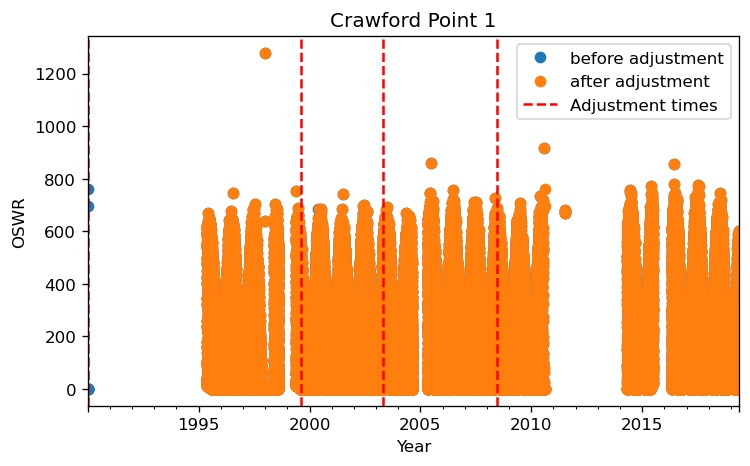 Crawford Point 1
OSWR
1200
1000
800
600
400
200
0
before adjustment
after adjustment
Adjustment times
1995 2000 2005 2010 2015
Year